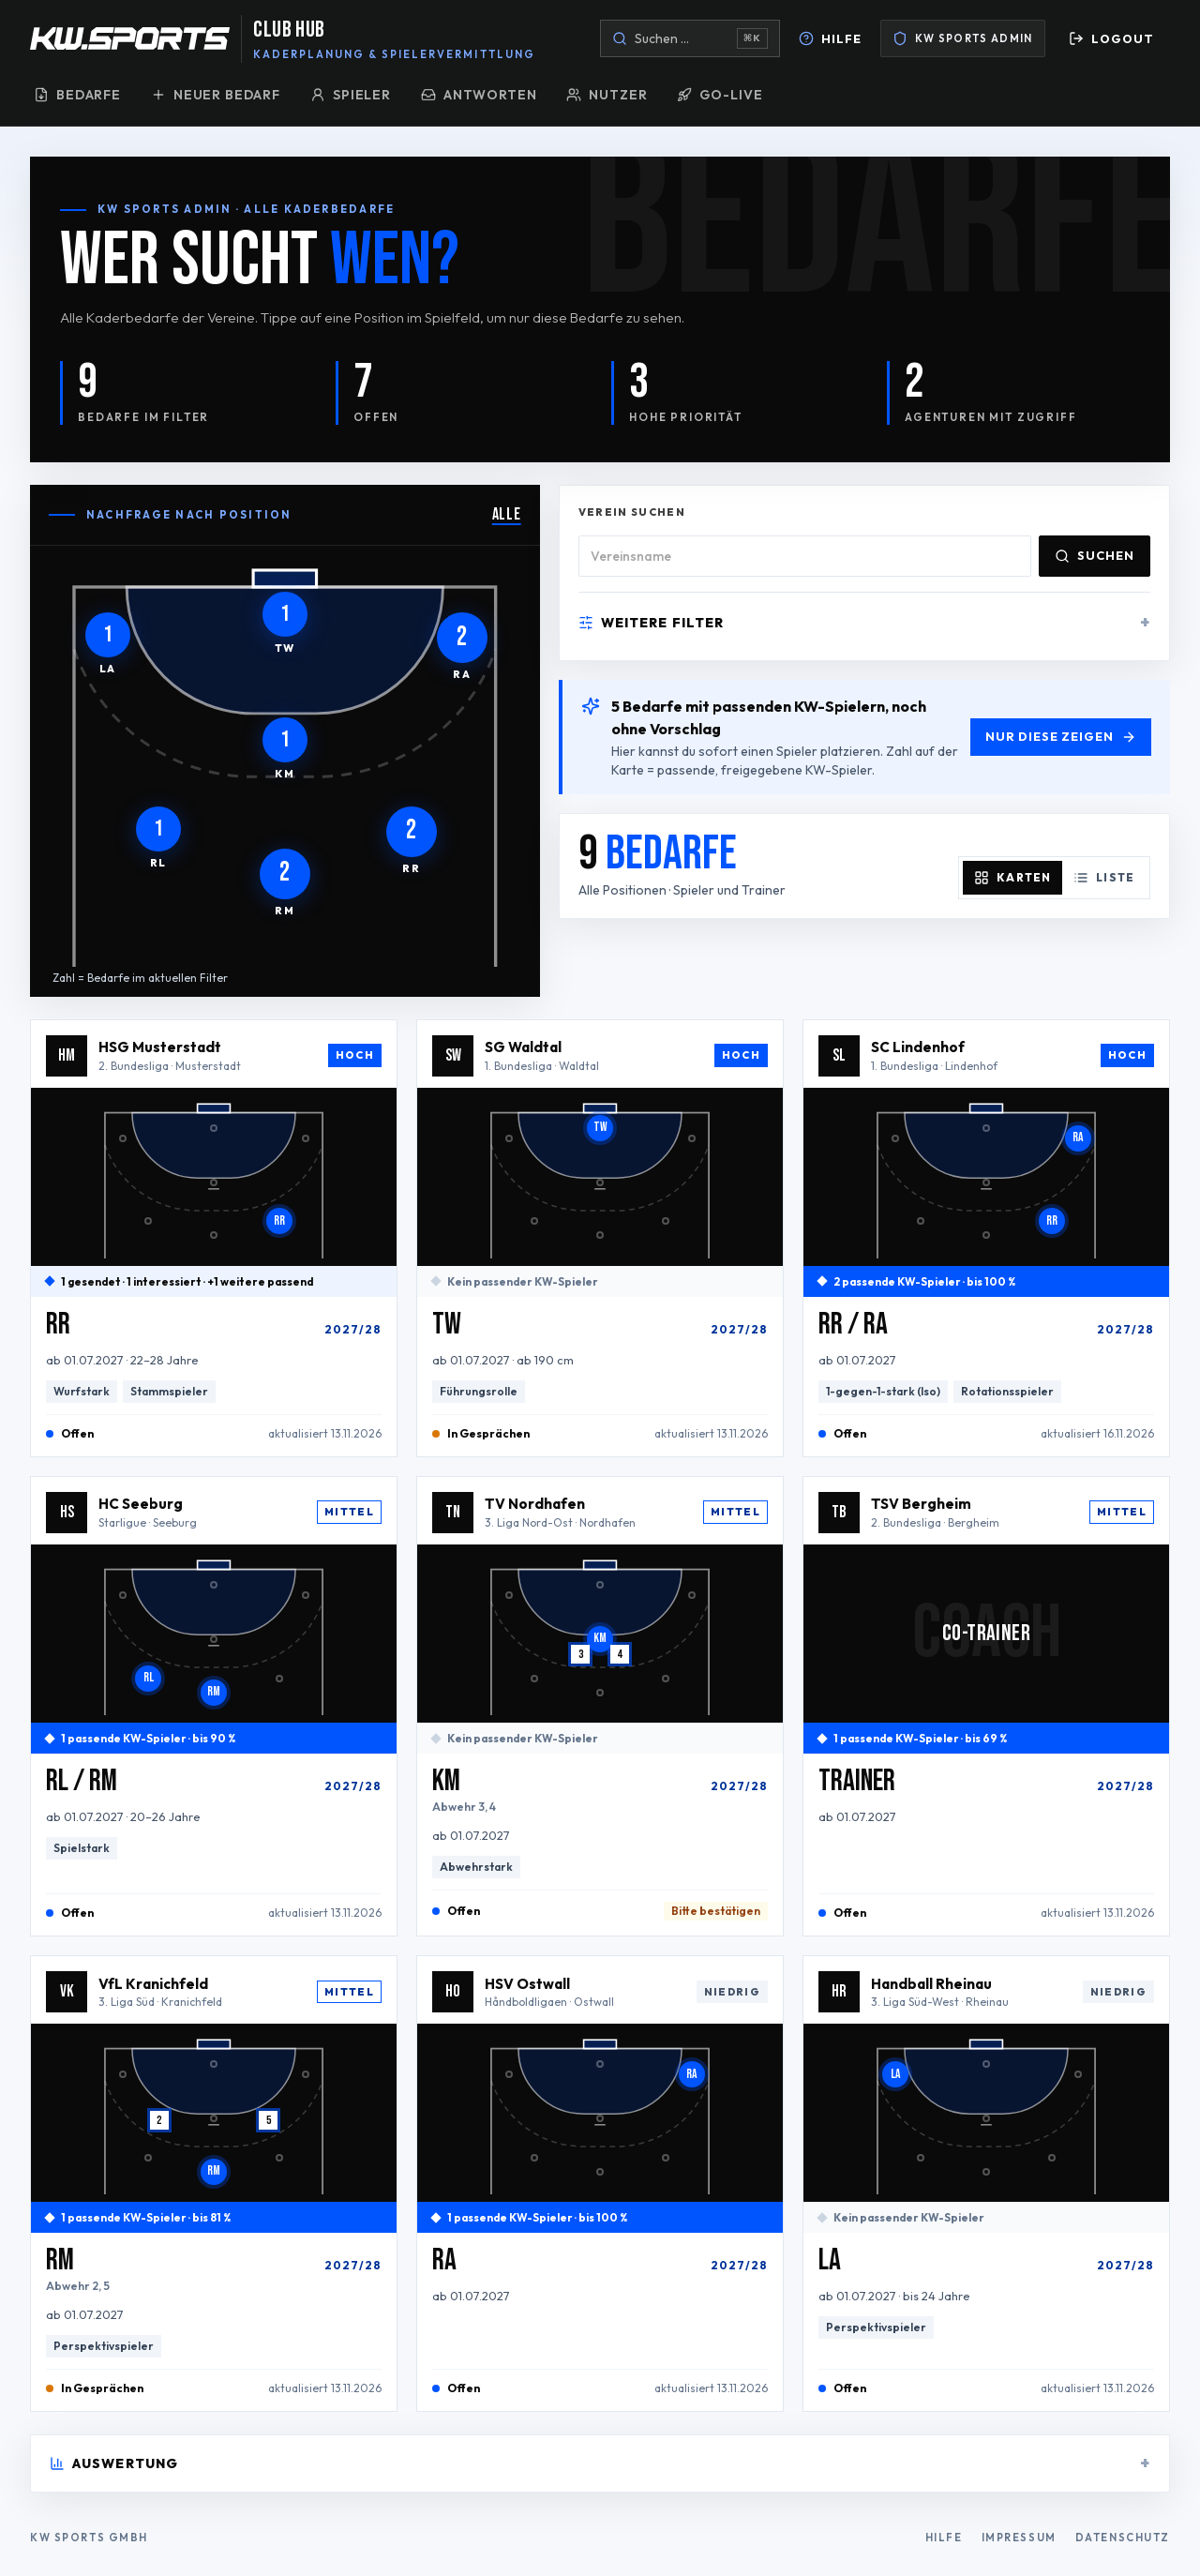 KW.SPORTS
CLUB HUB
KADERPLANUNG & SPIELERVERMITTLUNG
Suchen ...
⌘K
HILFE
KW SPORTS ADMIN
LOGOUT
BEDARFE
NEUER BEDARF
SPIELER
ANTWORTEN
NUTZER
GO-LIVE
BEDARFE
KW SPORTS ADMIN · ALLE KADERBEDARFE
WER SUCHT WEN?
Alle Kaderbedarfe der Vereine. Tippe auf eine Position im Spielfeld, um nur diese Bedarfe zu sehen.
9
BEDARFE IM FILTER
7
OFFEN
3
HOHE PRIORITÄT
2
AGENTUREN MIT ZUGRIFF
NACHFRAGE NACH POSITION
ALLE
1
TW
1
LA
2
RA
1
KM
1
RL
2
RR
2
RM
Zahl = Bedarfe im aktuellen Filter
VEREIN SUCHEN
Vereinsname
SUCHEN
WEITERE FILTER
+
5 Bedarfe mit passenden KW-Spielern, noch
ohne Vorschlag
Hier kannst du sofort einen Spieler platzieren. Zahl auf der
Karte = passende, freigegebene KW-Spieler.
NUR DIESE ZEIGEN
9 BEDARFE
Alle Positionen · Spieler und Trainer
KARTEN
LISTE
HM
HSG Musterstadt
2. Bundesliga · Musterstadt
HOCH
RR
1 gesendet · 1 interessiert · +1 weitere passend
RR
2027/28
ab 01.07.2027 · 22–28 Jahre
Wurfstark
Stammspieler
Offen
aktualisiert 13.11.2026
SW
SG Waldtal
1. Bundesliga · Waldtal
HOCH
TW
Kein passender KW-Spieler
TW
2027/28
ab 01.07.2027 · ab 190 cm
Führungsrolle
In Gesprächen
aktualisiert 13.11.2026
SL
SC Lindenhof
1. Bundesliga · Lindenhof
HOCH
RA
RR
2 passende KW-Spieler · bis 100 %
RR / RA
2027/28
ab 01.07.2027
1-gegen-1-stark (Iso)
Rotationsspieler
Offen
aktualisiert 16.11.2026
HS
HC Seeburg
Starligue · Seeburg
MITTEL
RL
RM
1 passende KW-Spieler · bis 90 %
RL / RM
2027/28
ab 01.07.2027 · 20–26 Jahre
Spielstark
Offen
aktualisiert 13.11.2026
TN
TV Nordhafen
3. Liga Nord-Ost · Nordhafen
MITTEL
KM
3
4
Kein passender KW-Spieler
KM
2027/28
Abwehr 3, 4
ab 01.07.2027
Abwehrstark
Offen
Bitte bestätigen
TB
TSV Bergheim
2. Bundesliga · Bergheim
MITTEL
COACH
CO-TRAINER
1 passende KW-Spieler · bis 69 %
TRAINER
2027/28
ab 01.07.2027
Offen
aktualisiert 13.11.2026
VK
VfL Kranichfeld
3. Liga Süd · Kranichfeld
MITTEL
2
5
RM
1 passende KW-Spieler · bis 81 %
RM
2027/28
Abwehr 2, 5
ab 01.07.2027
Perspektivspieler
In Gesprächen
aktualisiert 13.11.2026
HO
HSV Ostwall
Håndboldligaen · Ostwall
NIEDRIG
RA
1 passende KW-Spieler · bis 100 %
RA
2027/28
ab 01.07.2027
Offen
aktualisiert 13.11.2026
HR
Handball Rheinau
3. Liga Süd-West · Rheinau
NIEDRIG
LA
Kein passender KW-Spieler
LA
2027/28
ab 01.07.2027 · bis 24 Jahre
Perspektivspieler
Offen
aktualisiert 13.11.2026
AUSWERTUNG
+
KW SPORTS GMBH
HILFE
IMPRESSUM
DATENSCHUTZ